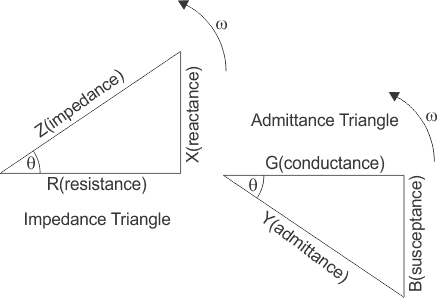 ω
Z(impedance)
X(reactance)
θ
R(resistance)
Impedance Triangle
ω
Admittance Triangle
G(conductance)
θ
Y(admittance)
B(susceptance)